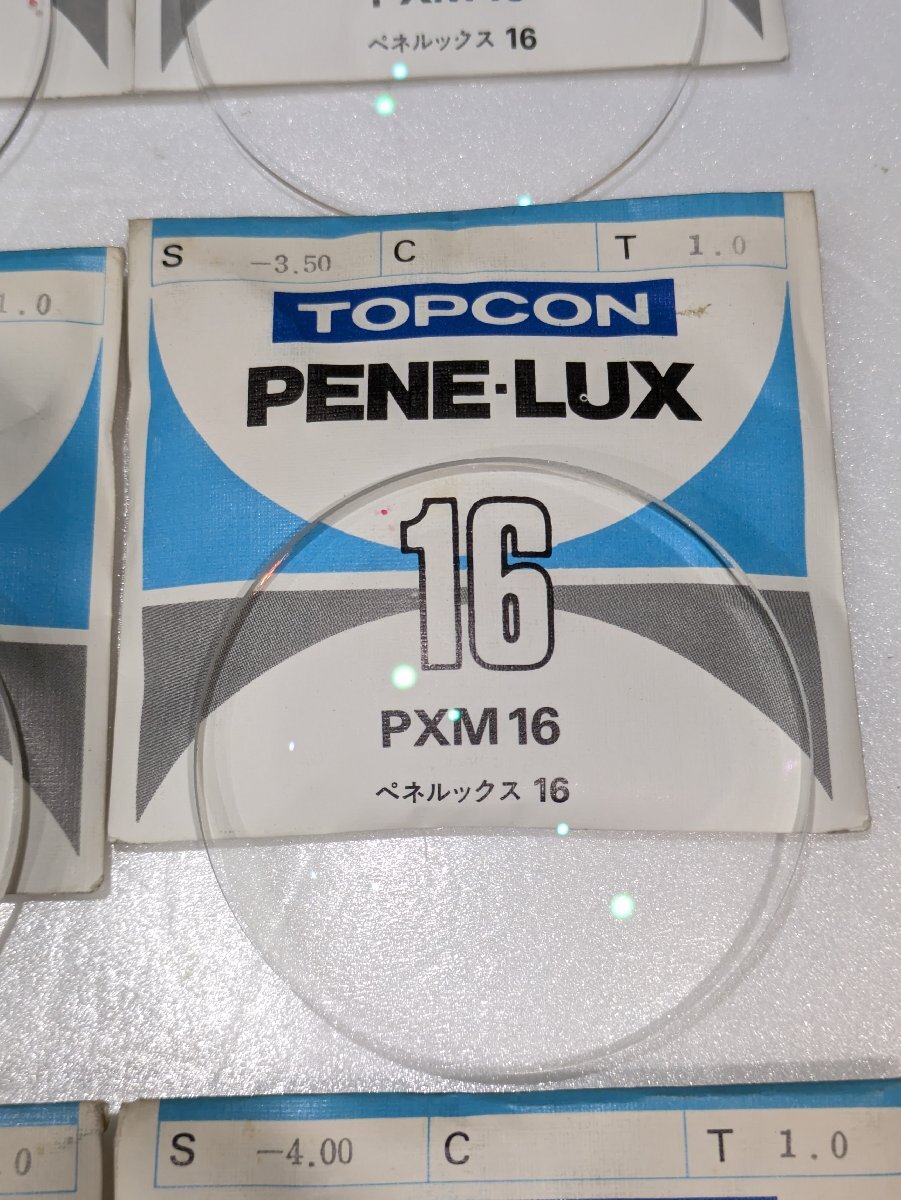 ペネルックス 16
S -3.50 C T 1.0
1.0
TOPCON
PENE·LUX
16
PXM 16
ペネルックス 16
S -4.00 C T 1.0